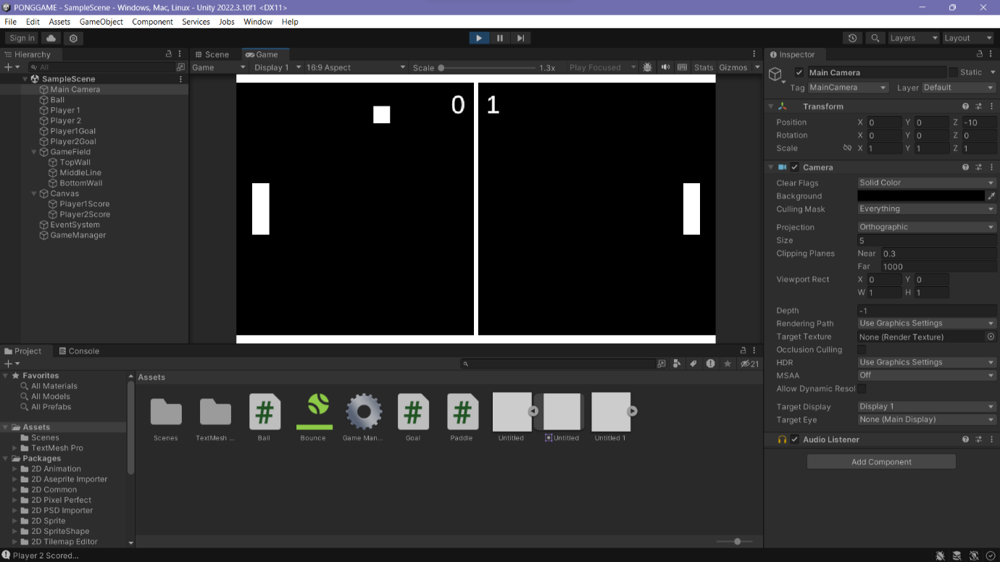 PONGGAME - SampleScene - Windows, Mac, Linux - Unity 2022.3.10f1 <DX11>
File Edit Assets GameObject Component Services Jobs Window Help
Sign in
Layers Layout
Hierarchy
All
SampleScene
Main Camera
Ball
Player 1
Player 2
Player1Goal
Player2Goal
GameField
TopWall
MiddleLine
BottomWall
Canvas
Player1Score
Player2Score
EventSystem
GameManager
Scene Game
Game Display 1 16:9 Aspect Scale 1.3x Play Focused Stats Gizmos
0 1
Inspector
Main Camera Static
Tag MainCamera Layer Default
Transform
Position X 0 Y 0 Z -10
Rotation X 0 Y 0 Z 0
Scale X 1 Y 1 Z 1
Camera
Clear Flags Solid Color
Background
Culling Mask Everything
Projection Orthographic
Size 5
Clipping Planes Near 0.3
Far 1000
Viewport Rect X 0 Y 0
W 1 H 1
Depth -1
Rendering Path Use Graphics Settings
Target Texture None (Render Texture)
Occlusion Culling
HDR Use Graphics Settings
MSAA Off
Allow Dynamic Resol
Target Display Display 1
Target Eye None (Main Display)
Audio Listener
Add Component
Project Console
21
Favorites
All Materials
All Models
All Prefabs
Assets
Scenes
TextMesh Pro
Packages
2D Animation
2D Aseprite Importer
2D Common
2D Pixel Perfect
2D PSD Importer
2D Sprite
2D SpriteShape
2D Tilemap Editor
Assets
# # #
Scenes TextMesh ... Ball Bounce Game Man... Goal Paddle Untitled Untitled Untitled 1
Player 2 Scored...